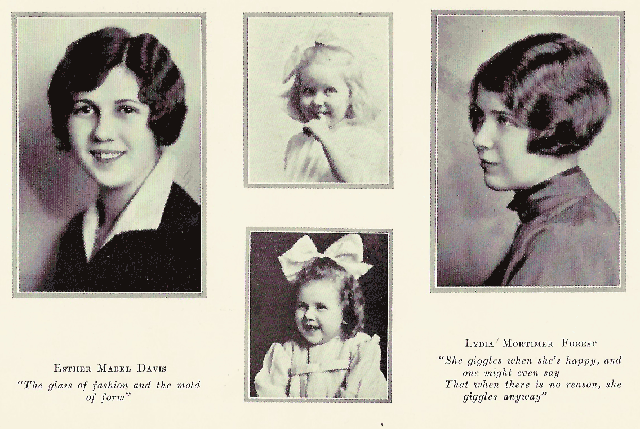 ESTHER MABEL DAVIS
"The glass of fashion and the mold
of form"
LYDIA MORTIMER FORREST
"She giggles when she's happy, and
one might even say
That when there is no reason, she
giggles anyway"